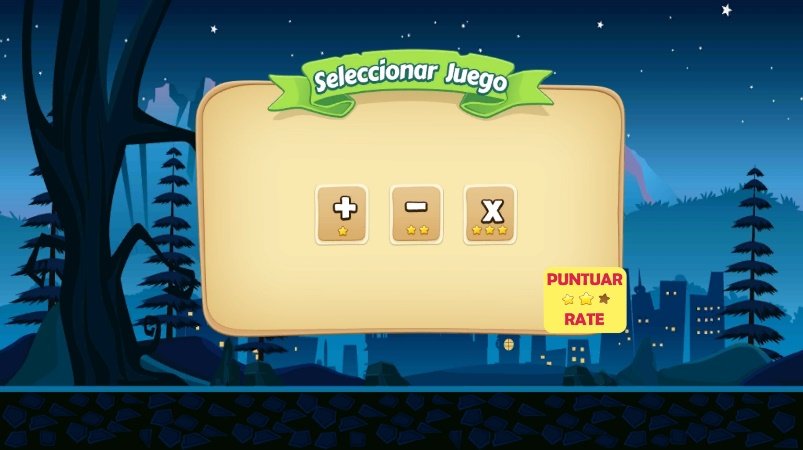 Seleccionar Juego
+ - x
PUNTUAR
RATE